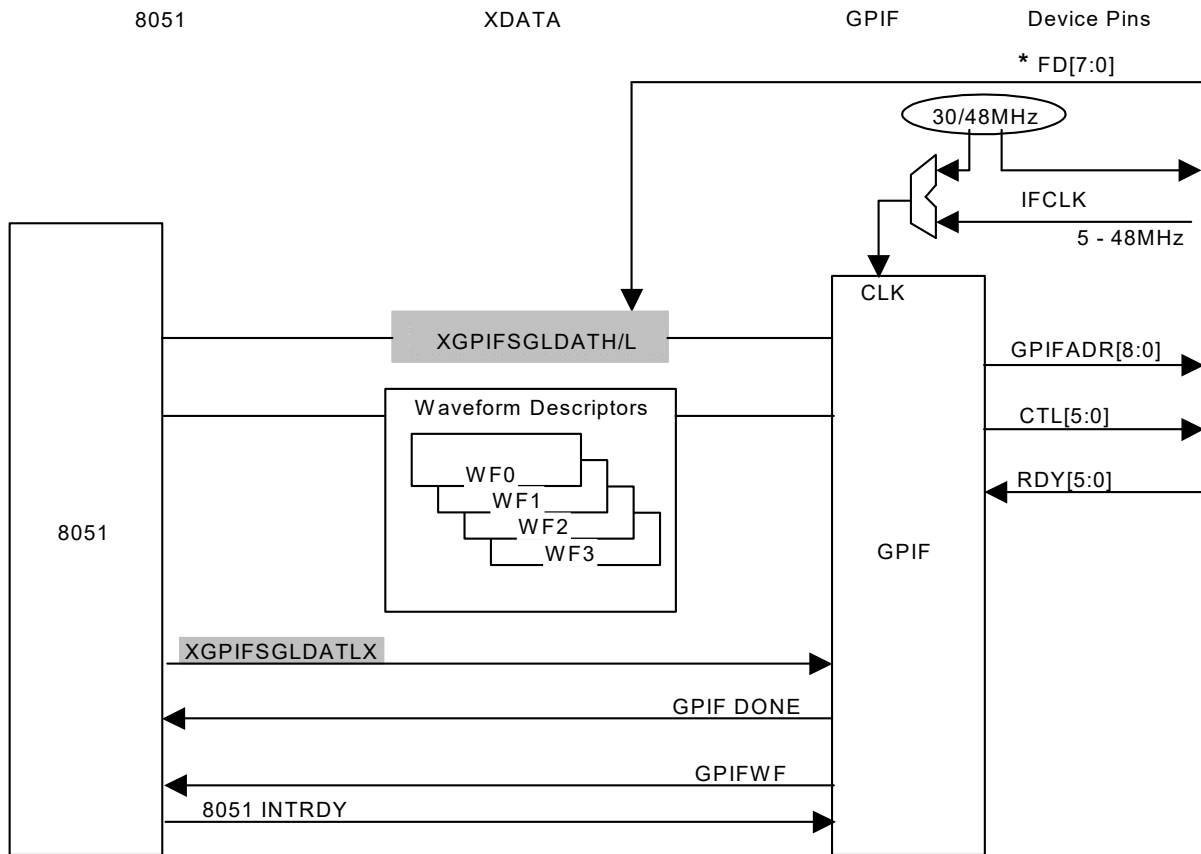 8051 XDATA GPIF Device Pins
* FD[7:0]
30/48MHz
IFCLK
5 - 48MHz
CLK
XGPIFSGLDATH/L
GPIFADR[8:0]
Waveform Descriptors
CTL[5:0]
WF0
RDY[5:0]
WF1
WF2
8051
WF3
GPIF
XGPIFSGLDATLX
GPIF DONE
GPIFWF
8051 INTRDY